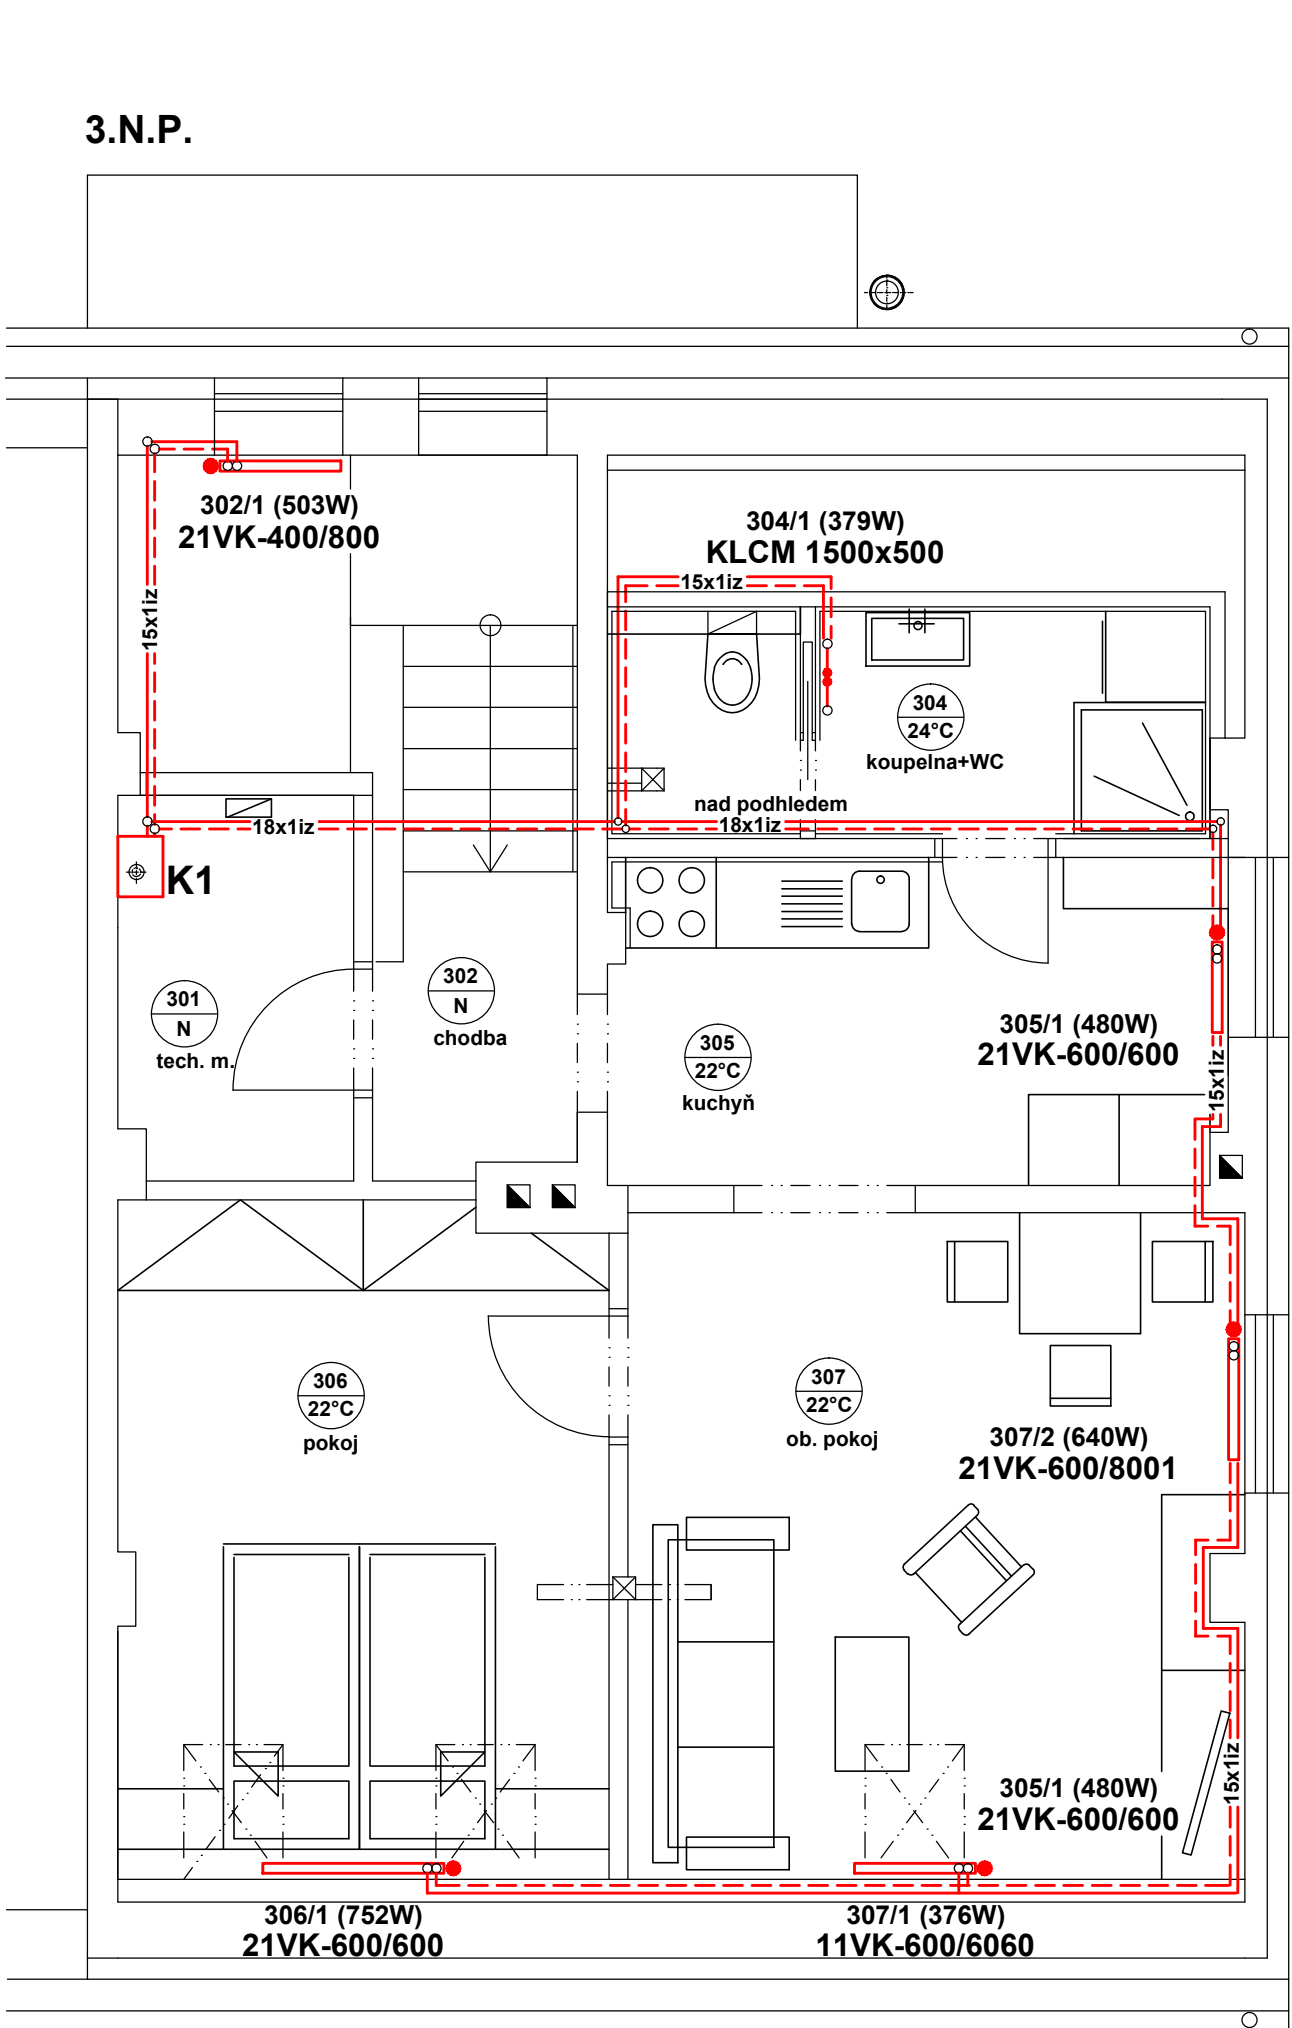 3.N.P.
302/1 (503W)
21VK-400/800
304/1 (379W)
KLCM 1500x500
15x1iz
15x1iz
304
24°C
koupelna+WC
nad podhledem
18x1iz
18x1iz
K1
301
N
tech. m.
302
N
chodba
305
22°C
kuchyň
305/1 (480W)
21VK-600/600
15x1iz
306
22°C
pokoj
307
22°C
ob. pokoj
307/2 (640W)
21VK-600/8001
305/1 (480W)
21VK-600/600
15x1iz
306/1 (752W)
21VK-600/600
307/1 (376W)
11VK-600/6060